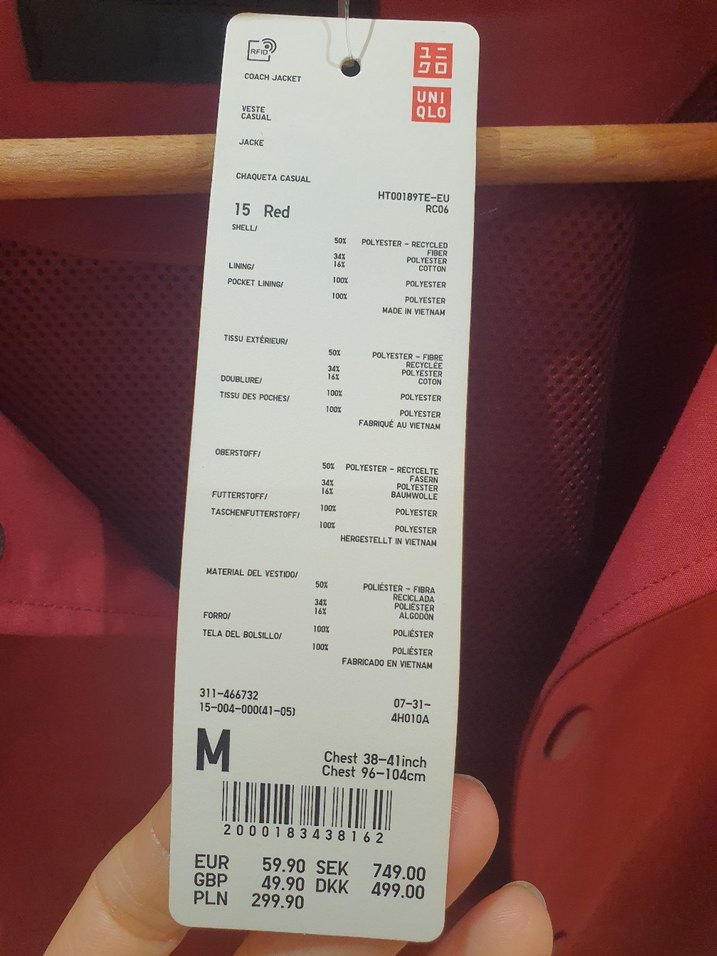 RFID
ユニ
クロ
COACH JACKET
UNI
QLO
VESTE
CASUAL
JACKE
CHAQUETA CASUAL
HT00189TE-EU
RC06
15 Red
SHELL/
50% POLYESTER - RECYCLED
FIBER
34% POLYESTER
16% COTTON
LINING/
100% POLYESTER
POCKET LINING/
100% POLYESTER
MADE IN VIETNAM
TISSU EXTÉRIEUR/
50% POLYESTER - FIBRE
RECYCLÉE
34% POLYESTER
16% COTON
DOUBLURE/
100% POLYESTER
TISSU DES POCHES/
100% POLYESTER
FABRIQUÉ AU VIETNAM
OBERSTOFF/
50% POLYESTER - RECYCELTE
FASERN
34% POLYESTER
16% BAUMWOLLE
FUTTERSTOFF/
100% POLYESTER
TASCHENFUTTERSTOFF/
100% POLYESTER
HERGESTELLT IN VIETNAM
MATERIAL DEL VESTIDO/
50% POLIÉSTER - FIBRA
RECICLADA
34% POLIÉSTER
16% ALGODÓN
FORRO/
100% POLIÉSTER
TELA DEL BOLSILLO/
100% POLIÉSTER
FABRICADO EN VIETNAM
311-466732
15-004-000(41-05)
07-31-
4H010A
M
Chest 38-41inch
Chest 96-104cm
2000183438162
EUR 59.90 SEK 749.00
GBP 49.90 DKK 499.00
PLN 299.90